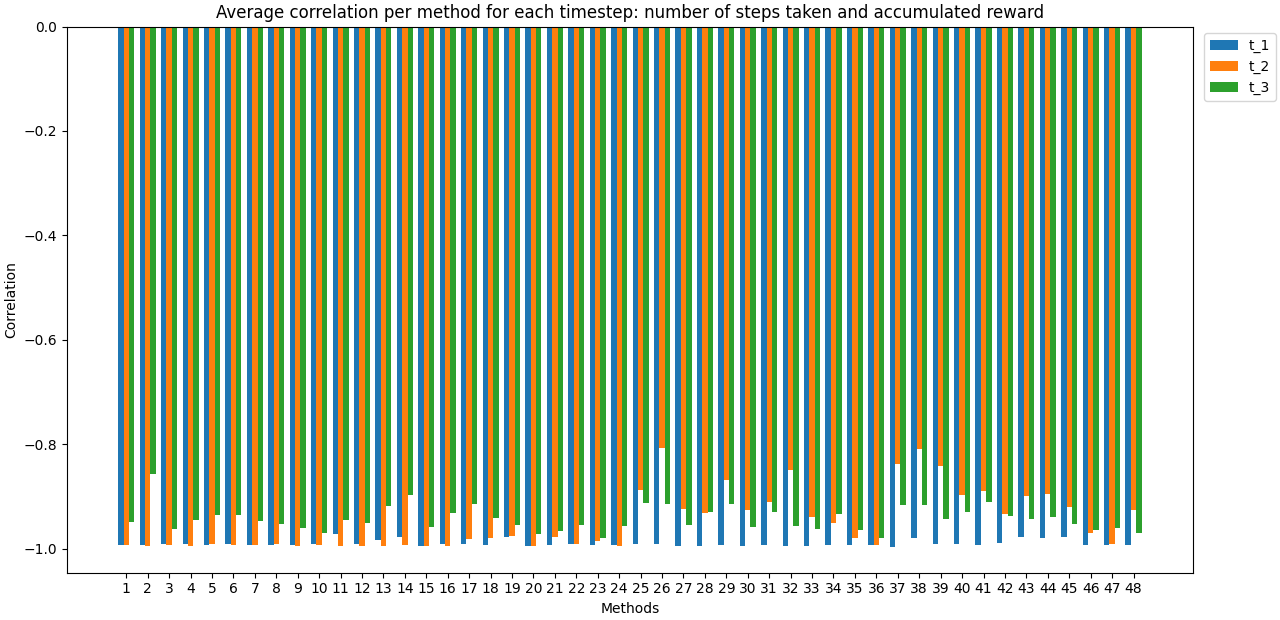 Average correlation per method for each timestep: number of steps taken and accumulated reward
0.0
−0.2
−0.4
−0.6
−0.8
−1.0
Correlation
1 2 3 4 5 6 7 8 9 10 11 12 13 14 15 16 17 18 19 20 21 22 23 24 25 26 27 28 29 30 31 32 33 34 35 36 37 38 39 40 41 42 43 44 45 46 47 48
Methods
t_1
t_2
t_3